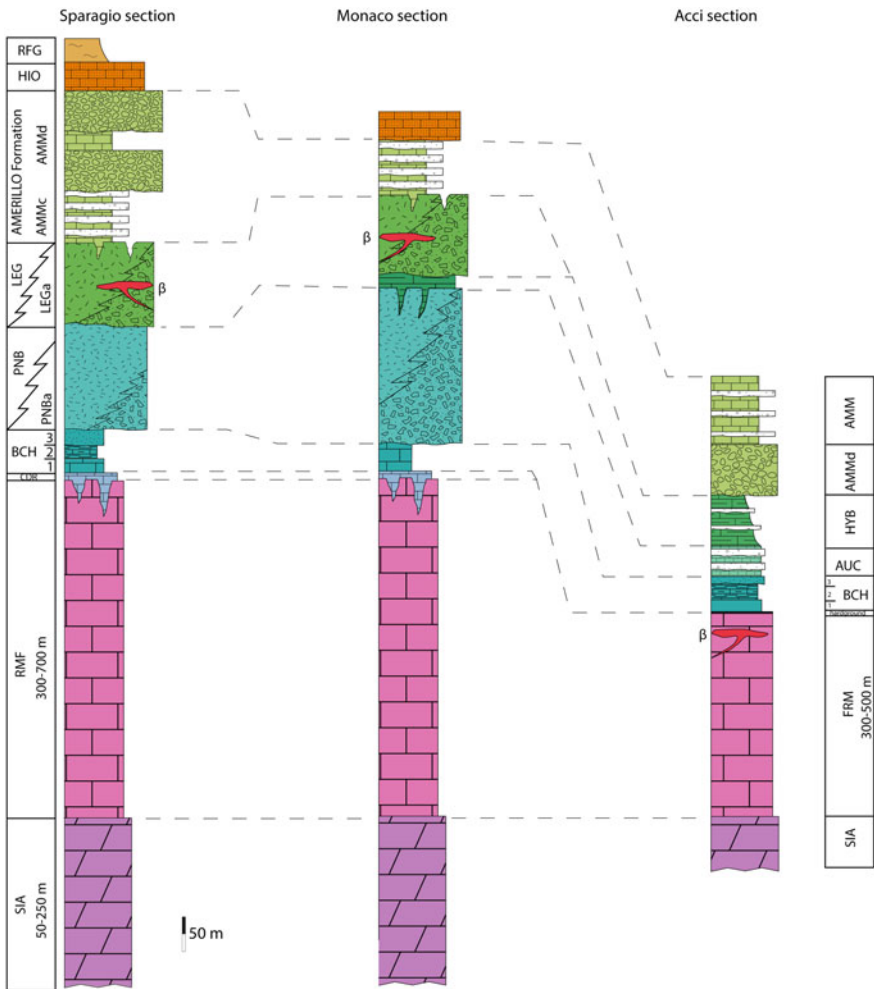 Sparagio section
Monaco section
Acci section
RFG
HIO
AMERILLO Formation
AMMd
AMMc
LEG
LEGa
β
PNB
PNBa
BCH
3
2
1
CDR
RMF
300-700 m
SIA
50-250 m
50 m
β
β
AMM
AMMd
HYB
AUC
3
2
1
BCH
hardground
FRM
300-500 m
SIA